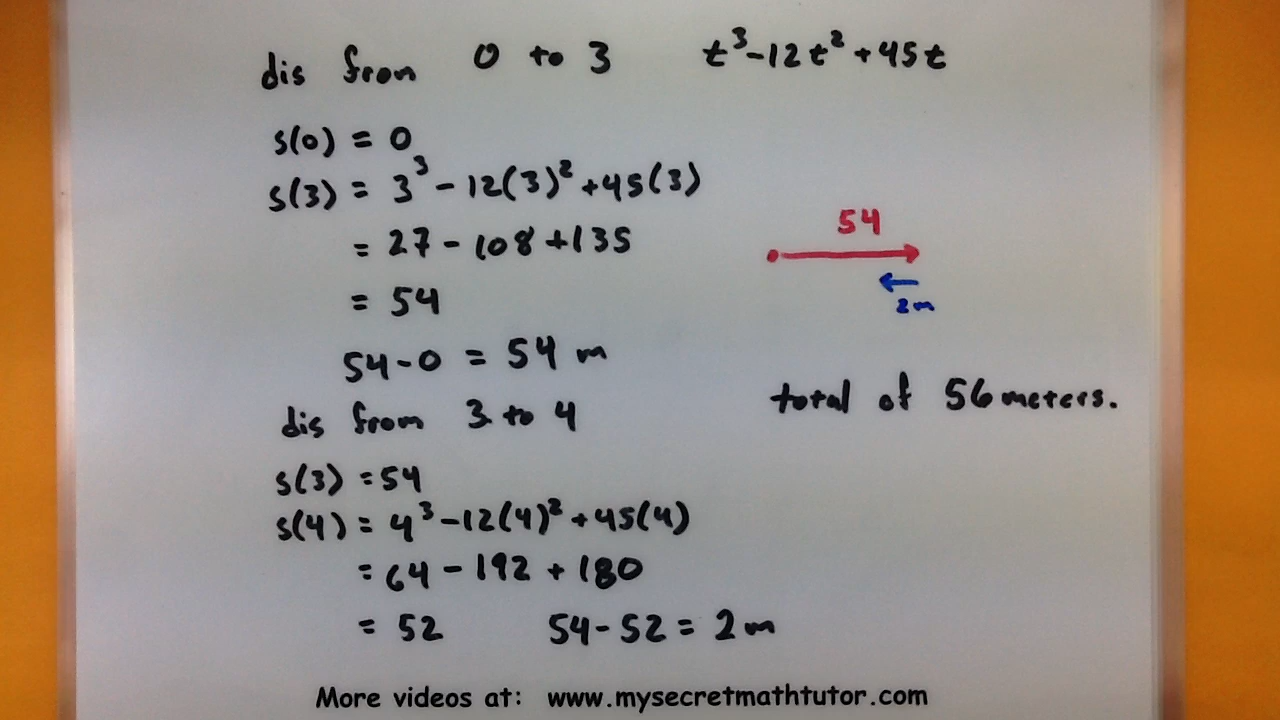 dis from 0 to 3 t³-12t²+45t
s(0) = 0
s(3) = 3³ - 12(3)² + 45(3)
= 27 - 108 + 135
= 54
54
2m
54-0 = 54 m
total of 56 meters.
dis from 3 to 4
s(3) = 54
s(4) = 4³ - 12(4)² + 45(4)
= 64 - 192 + 180
= 52 54-52 = 2m
More videos at: www.mysecretmathtutor.com